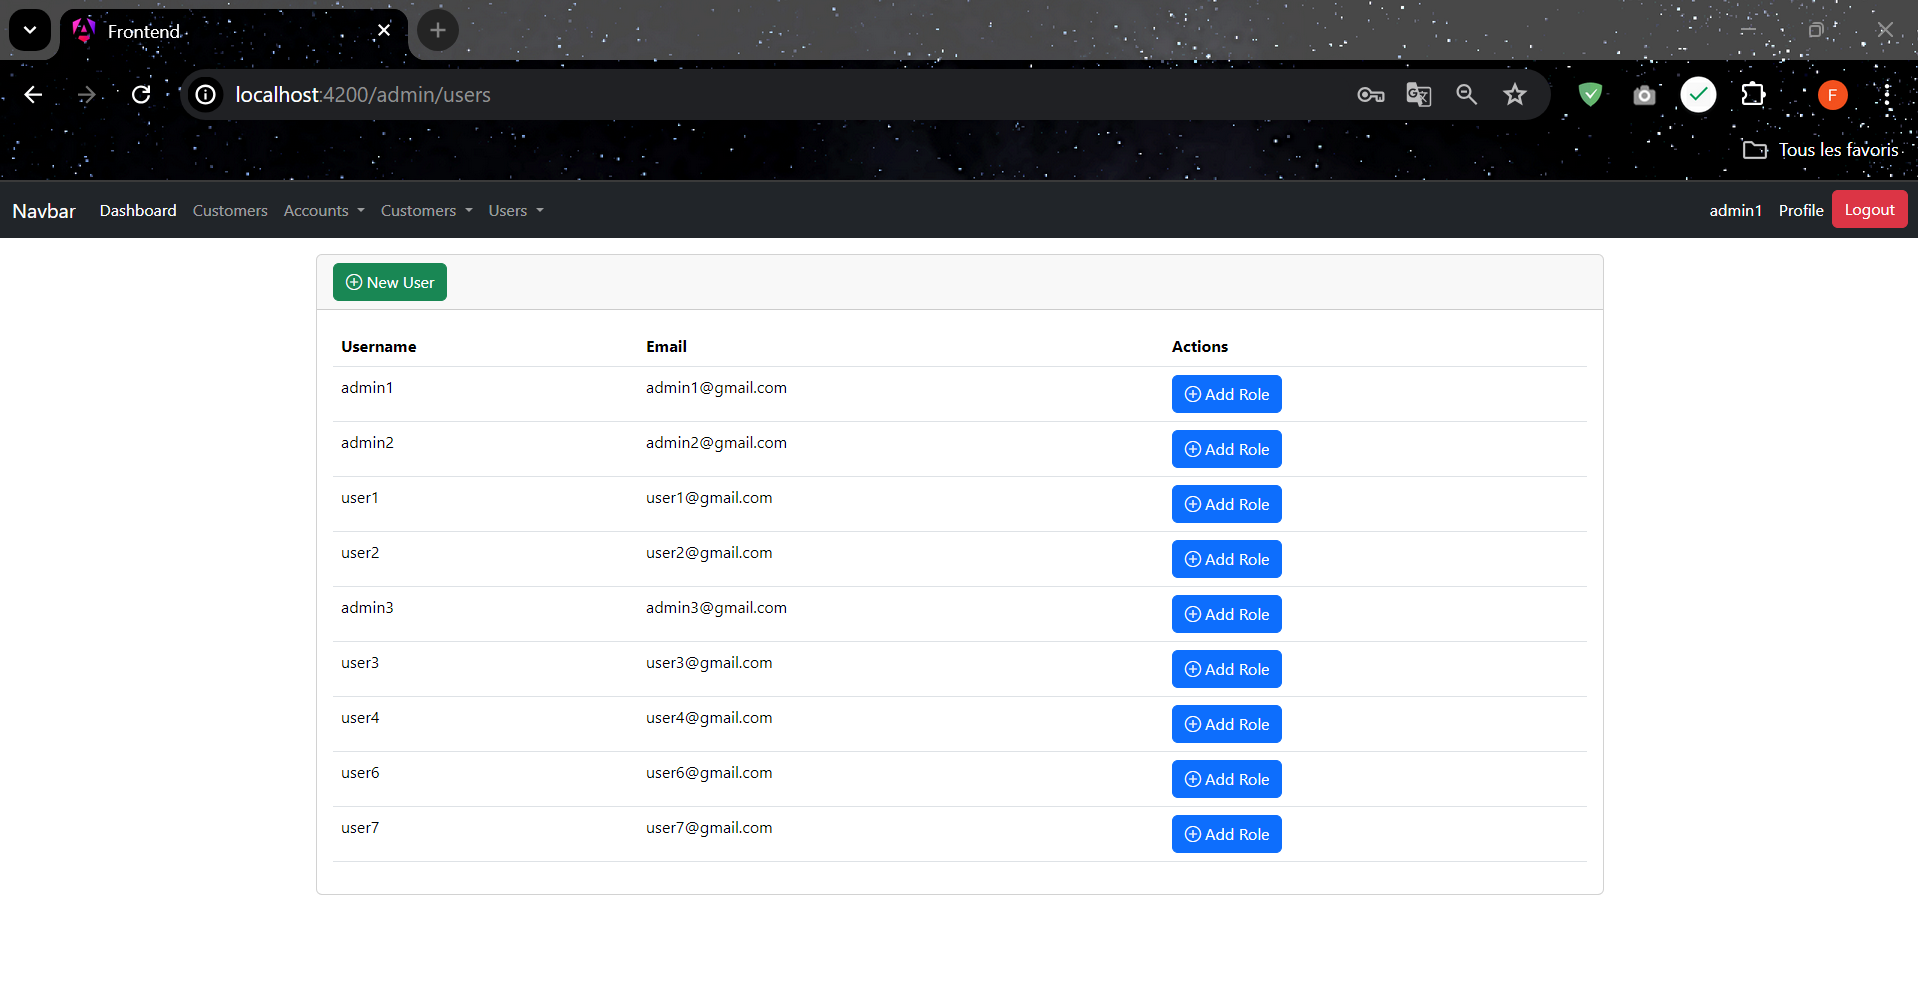 Frontend
localhost:4200/admin/users
F
Tous les favoris
Navbar Dashboard Customers Accounts Customers Users admin1 Profile Logout
New User
Username Email Actions
admin1 admin1@gmail.com Add Role
admin2 admin2@gmail.com Add Role
user1 user1@gmail.com Add Role
user2 user2@gmail.com Add Role
admin3 admin3@gmail.com Add Role
user3 user3@gmail.com Add Role
user4 user4@gmail.com Add Role
user6 user6@gmail.com Add Role
user7 user7@gmail.com Add Role